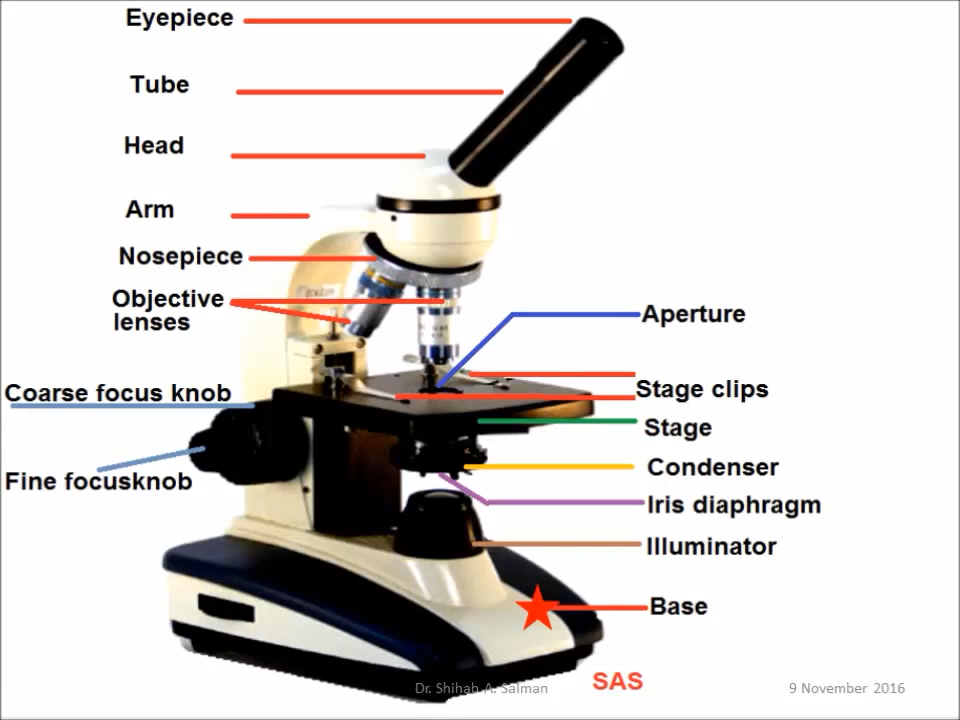 Eyepiece
Tube
Head
Arm
Nosepiece
Objective
lenses
Coarse focus knob
Fine focusknob
Aperture
Stage clips
Stage
Condenser
Iris diaphragm
Illuminator
Base
SAS
Dr. Shihab A. Salman
9 November 2016